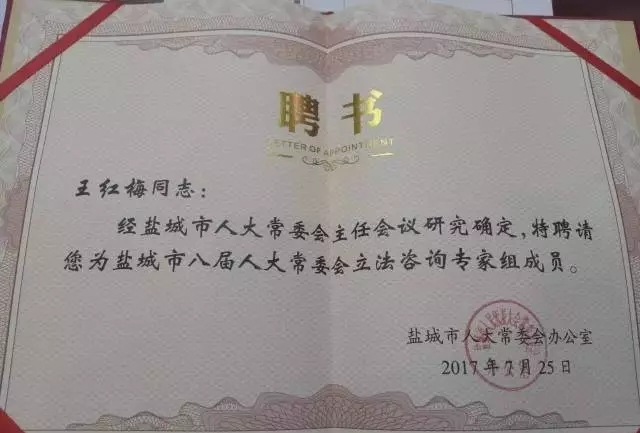 聘书
LETTER OF APPOINTMENT
王红梅同志：
经盐城市人大常委会主任会议研究确定，特聘请
您为盐城市八届人大常委会立法咨询专家组成员。
盐城市人大常委会办公室
2017年7月25日